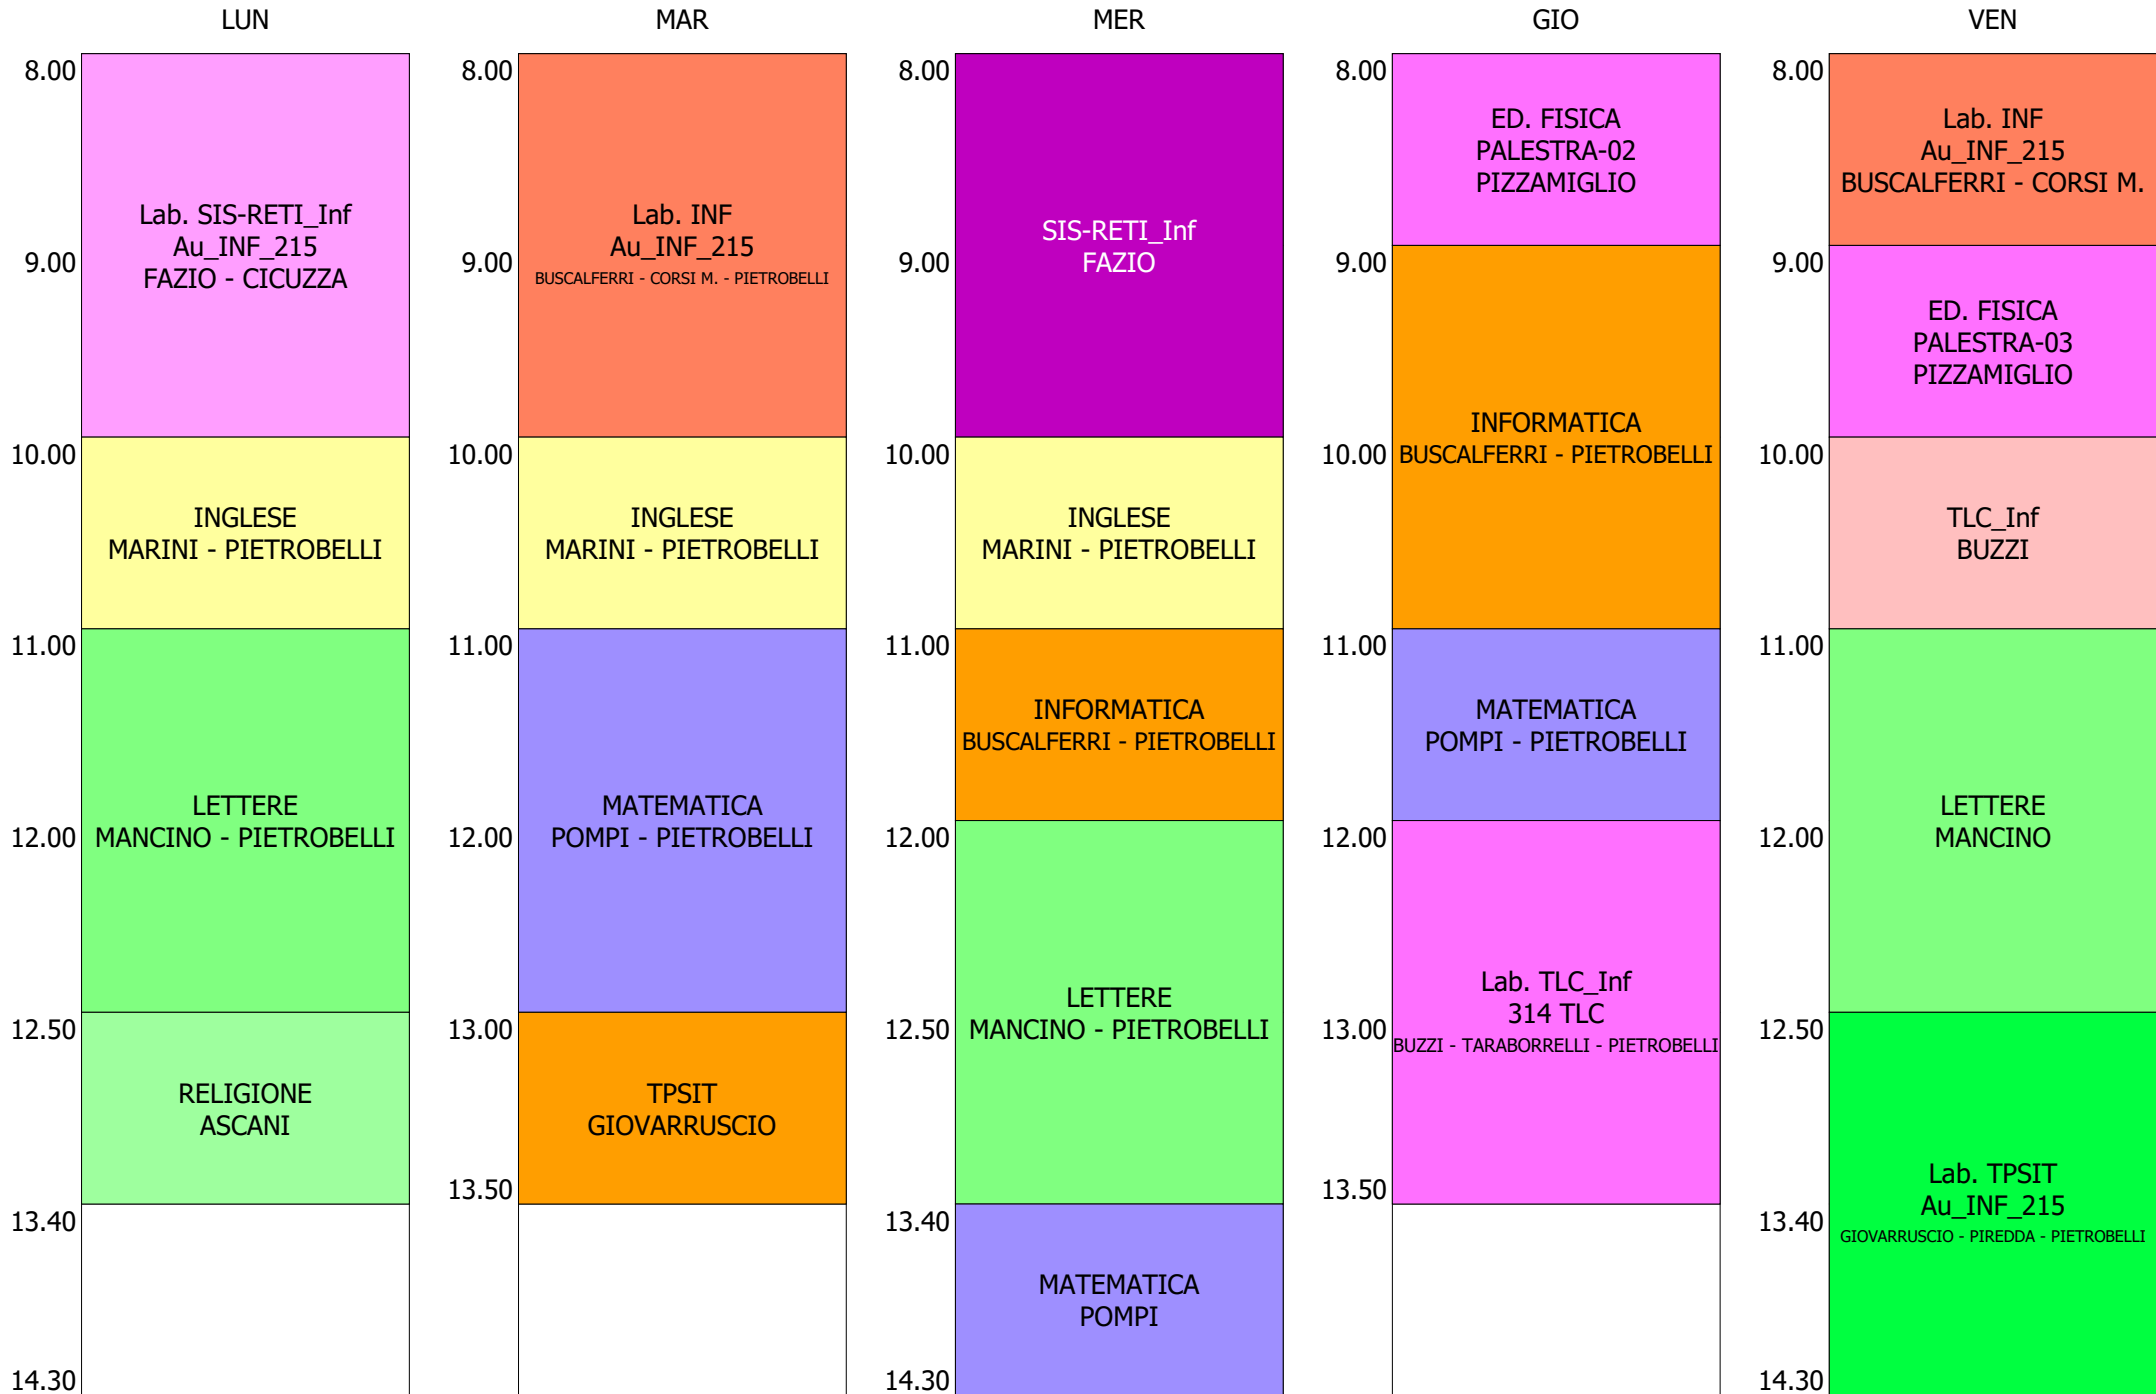 LUN
8.00
Lab. SIS-RETI_Inf
Au_INF_215
FAZIO - CICUZZA
9.00
10.00
INGLESE
MARINI - PIETROBELLI
11.00
LETTERE
MANCINO - PIETROBELLI
12.00
12.50
RELIGIONE
ASCANI
13.40
14.30
MAR
8.00
Lab. INF
Au_INF_215
BUSCALFERRI - CORSI M. - PIETROBELLI
9.00
10.00
INGLESE
MARINI - PIETROBELLI
11.00
MATEMATICA
POMPI - PIETROBELLI
12.00
13.00
TPSIT
GIOVARRUSCIO
13.50
MER
8.00
SIS-RETI_Inf
FAZIO
9.00
10.00
INGLESE
MARINI - PIETROBELLI
11.00
INFORMATICA
BUSCALFERRI - PIETROBELLI
12.00
LETTERE
MANCINO - PIETROBELLI
12.50
13.40
MATEMATICA
POMPI
14.30
GIO
8.00
ED. FISICA
PALESTRA-02
PIZZAMIGLIO
9.00
INFORMATICA
BUSCALFERRI - PIETROBELLI
10.00
11.00
MATEMATICA
POMPI - PIETROBELLI
12.00
Lab. TLC_Inf
314 TLC
BUZZI - TARABORRELLI - PIETROBELLI
13.00
13.50
VEN
8.00
Lab. INF
Au_INF_215
BUSCALFERRI - CORSI M.
9.00
ED. FISICA
PALESTRA-03
PIZZAMIGLIO
10.00
TLC_Inf
BUZZI
11.00
LETTERE
MANCINO
12.00
12.50
Lab. TPSIT
Au_INF_215
GIOVARRUSCIO - PIREDDA - PIETROBELLI
13.40
14.30